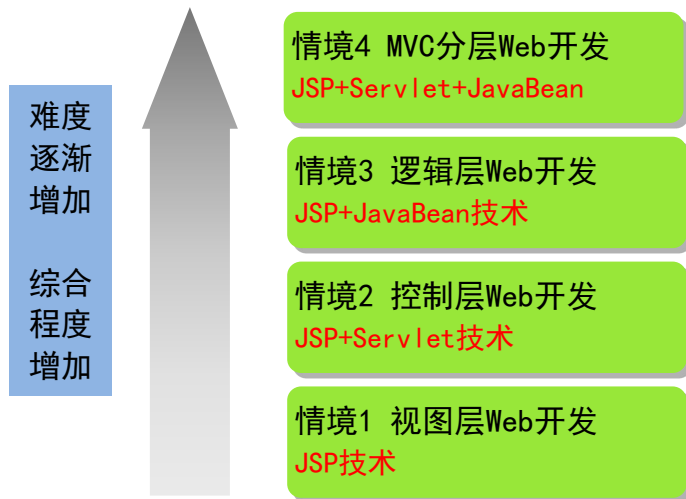 难度
逐渐
增加
综合
程度
增加
情境4 MVC分层Web开发
JSP+Servlet+JavaBean
情境3 逻辑层Web开发
JSP+JavaBean技术
情境2 控制层Web开发
JSP+Servlet技术
情境1 视图层Web开发
JSP技术